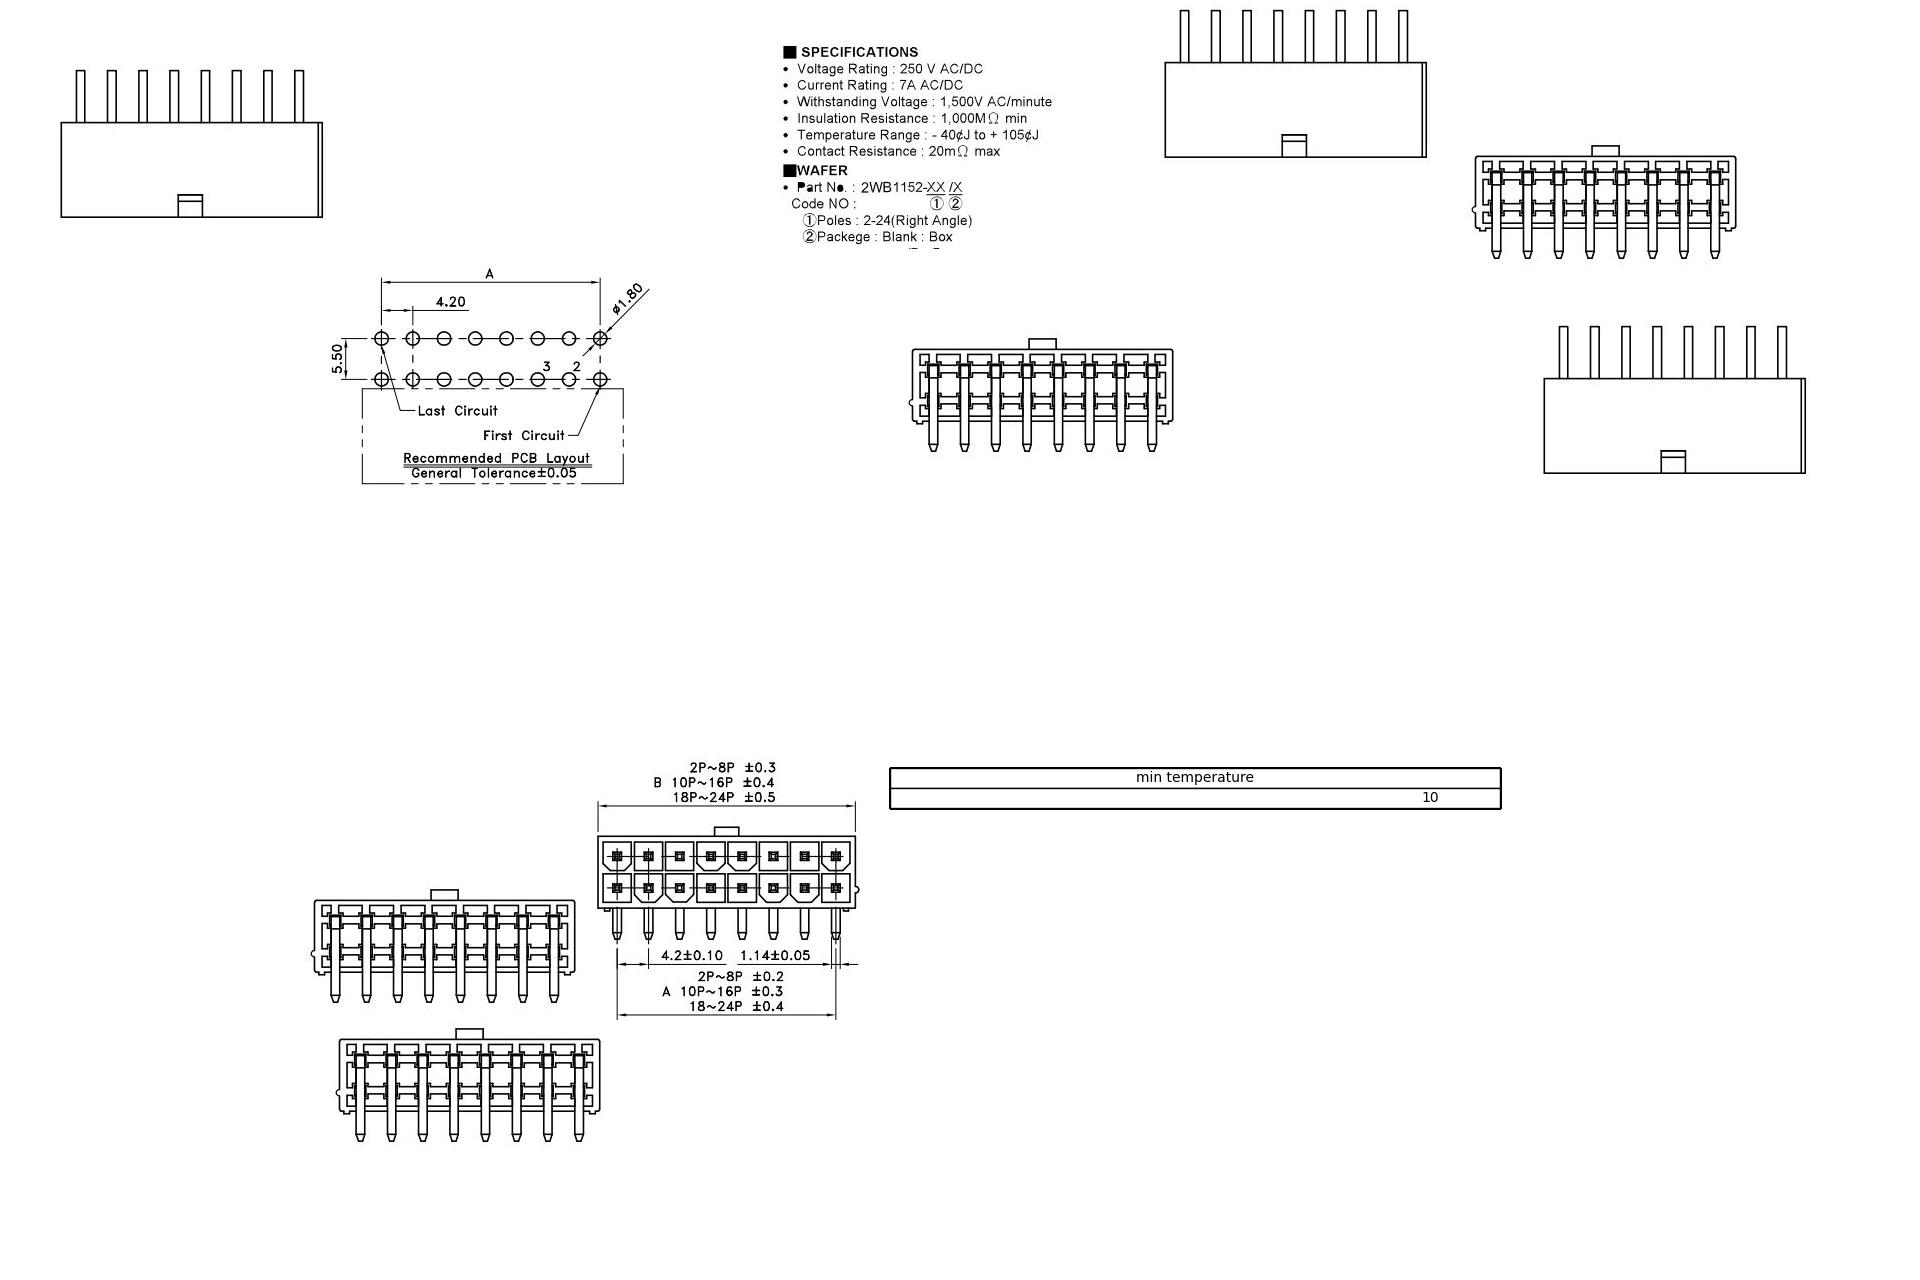 ■ SPECIFICATIONS
• Voltage Rating : 250 V AC/DC
• Current Rating : 7A AC/DC
• Withstanding Voltage : 1,500V AC/minute
• Insulation Resistance : 1,000MΩ min
• Temperature Range : - 40¢J to + 105¢J
• Contact Resistance : 20mΩ max
■WAFER
• Part No. : 2WB1152-XX /X
Code NO : ① ②
①Poles : 2-24(Right Angle)
②Packege : Blank : Box
A
4.20
ø1.80
5.50
3 2
Last Circuit
First Circuit
Recommended PCB Layout
General Tolerance±0.05
2P~8P ±0.3
B 10P~16P ±0.4
18P~24P ±0.5
4.2±0.10 1.14±0.05
2P~8P ±0.2
A 10P~16P ±0.3
18~24P ±0.4
min temperature
10